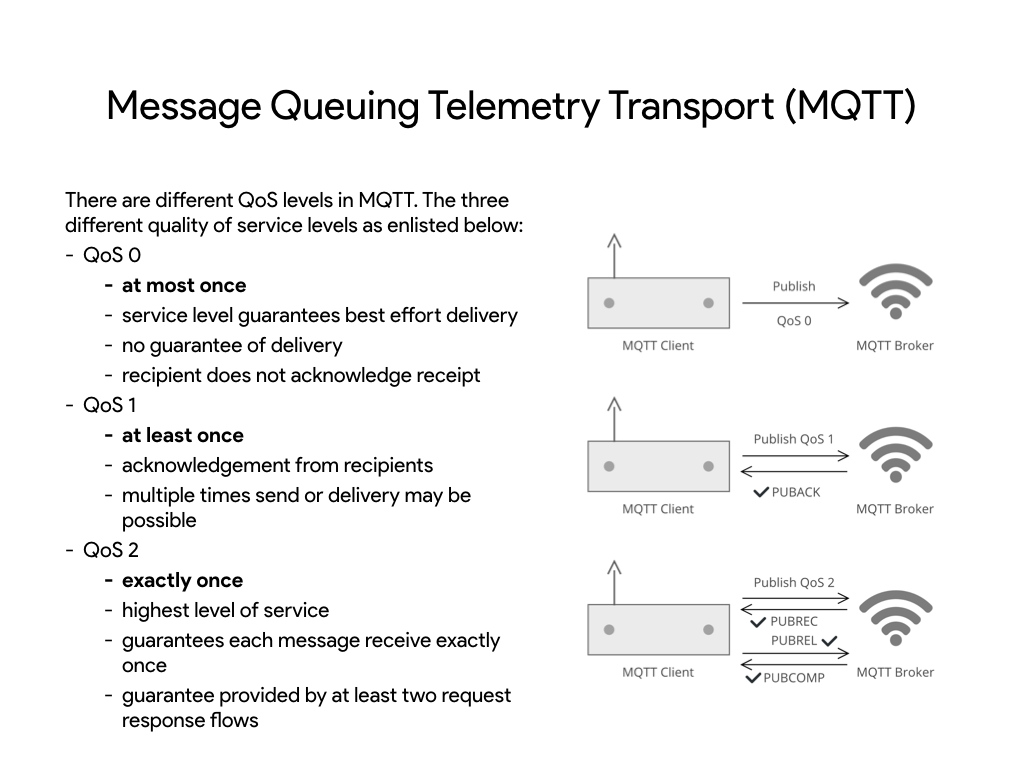 Message Queuing Telemetry Transport (MQTT)
There are different QoS levels in MQTT. The three
different quality of service levels as enlisted below:
- QoS 0
- at most once
- service level guarantees best effort delivery
- no guarantee of delivery
- recipient does not acknowledge receipt
- QoS 1
- at least once
- acknowledgement from recipients
- multiple times send or delivery may be
possible
- QoS 2
- exactly once
- highest level of service
- guarantees each message receive exactly
once
- guarantee provided by at least two request
response flows
Publish
QoS 0
MQTT Client
MQTT Broker
Publish QoS 1
PUBACK
MQTT Client
MQTT Broker
Publish QoS 2
PUBREC
PUBREL
PUBCOMP
MQTT Client
MQTT Broker